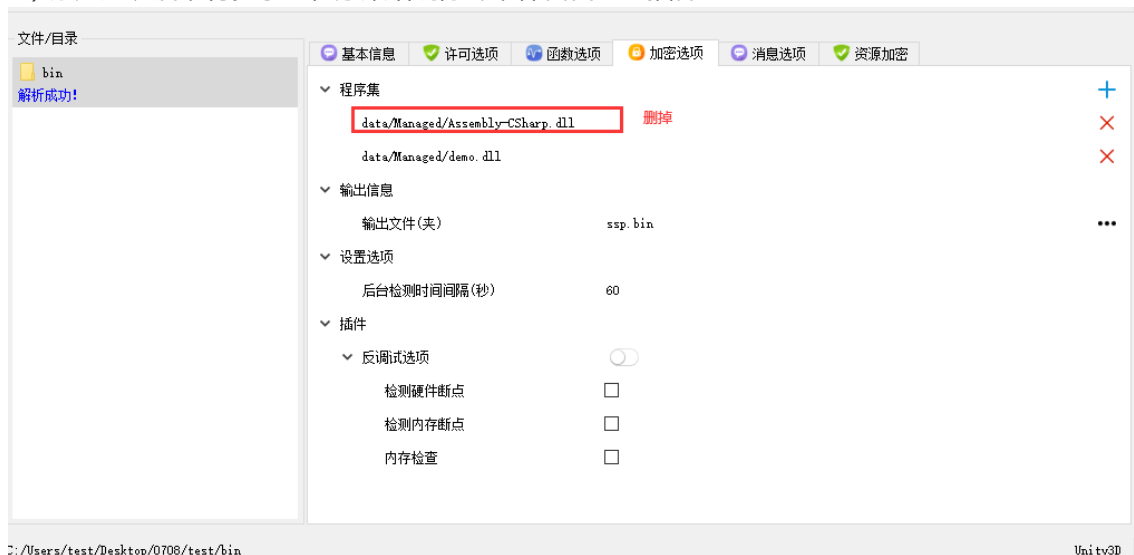 文件/目录
bin
解析成功!
基本信息 许可选项 函数选项 加密选项 消息选项 资源加密
程序集
data/Managed/Assembly-CSharp.dll 删掉
data/Managed/demo.dll
输出信息
输出文件(夹) ssp.bin
设置选项
后台检测时间间隔(秒) 60
插件
反调试选项
检测硬件断点
检测内存断点
内存检查
C:/Users/test/Desktop/0708/test/bin Unity3D